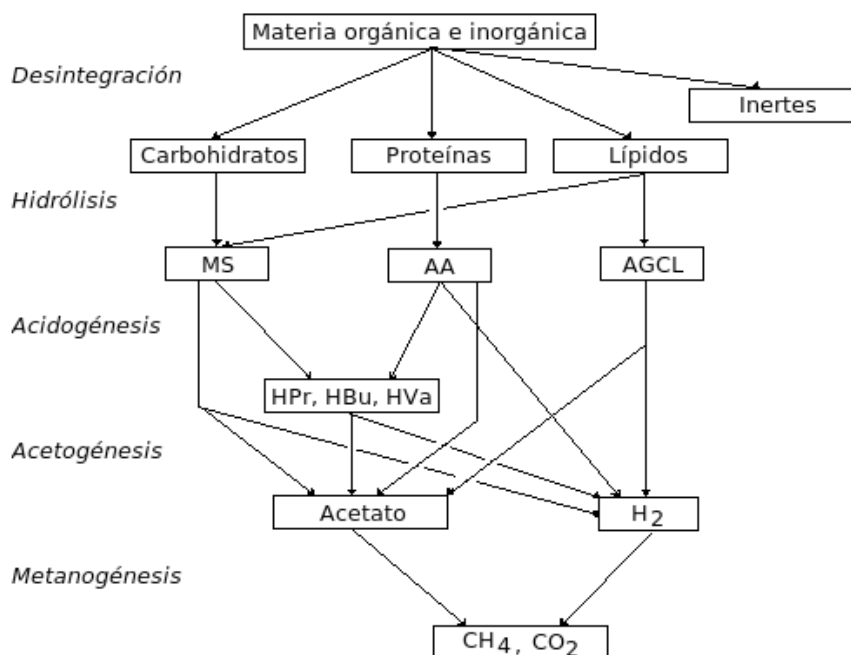 Materia orgánica e inorgánica
Desintegración
Inertes
Carbohidratos
Proteínas
Lípidos
Hidrólisis
MS
AA
AGCL
Acidogénesis
HPr, HBu, HVa
Acetogénesis
Acetato
H2
Metanogénesis
CH4, CO2